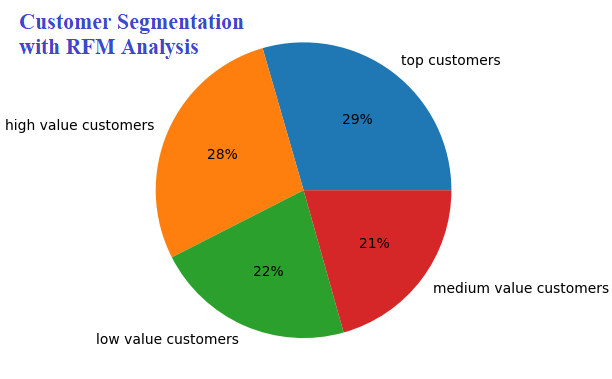 Customer Segmentation
with RFM Analysis
top customers
29%
high value customers
28%
21%
22%
medium value customers
low value customers